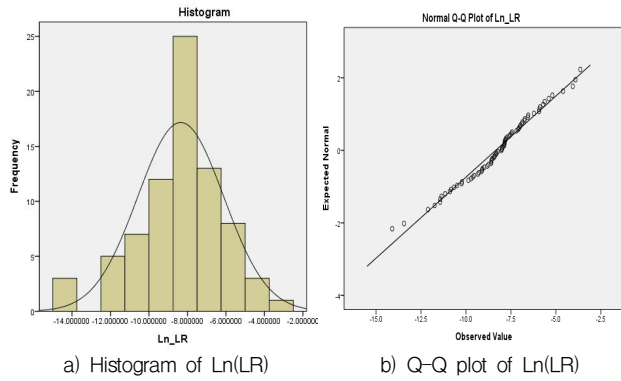 Histogram
25
20
15
10
5
0
Frequency
-14.000000 -12.000000 -10.000000 -8.000000 -6.000000 -4.000000 -2.000000
Ln_LR
a) Histogram of Ln(LR)
Normal Q-Q Plot of Ln_LR
2
0
-2
-4
Expected Normal
-15.0 -12.5 -10.0 -7.5 -5.0 -2.5
Observed Value
b) Q-Q plot of Ln(LR)